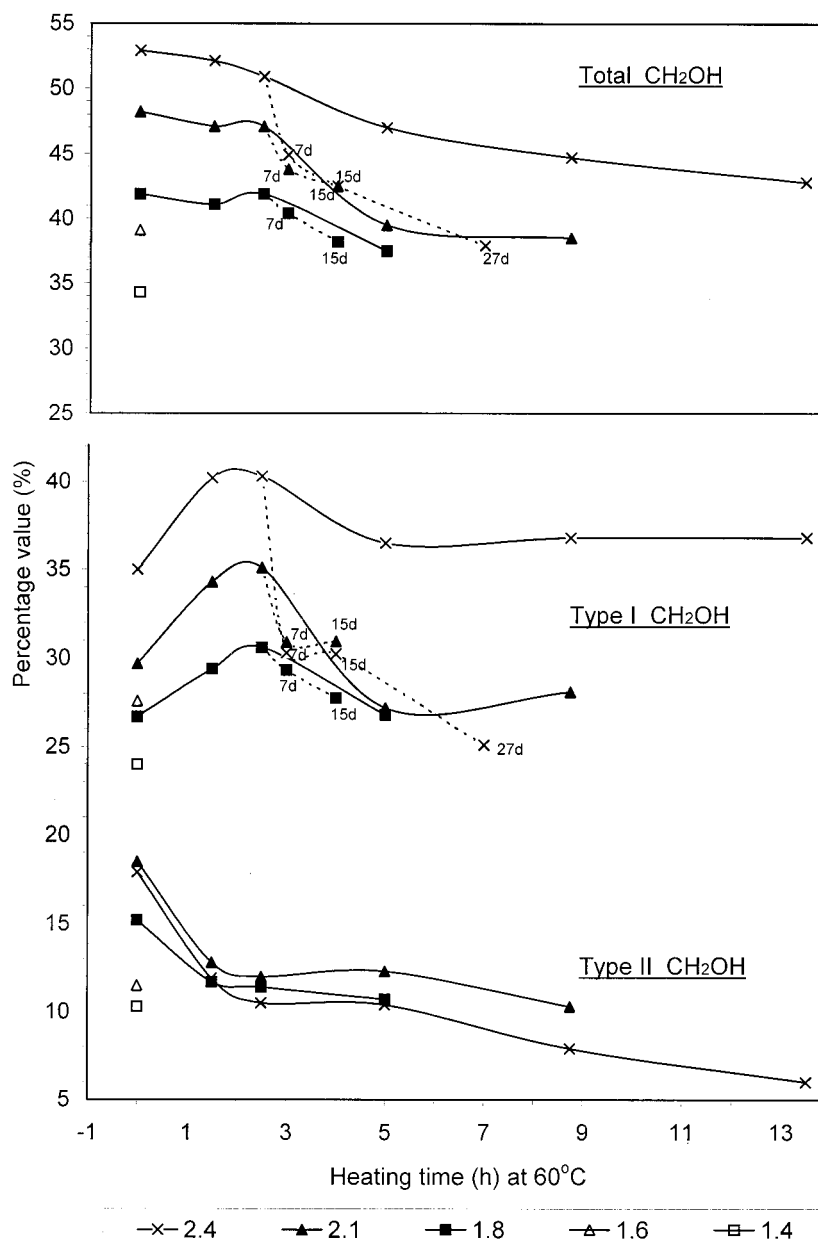 55
50
45
40
35
30
25
Total CH₂OH
7d
7d
15d
15d
7d
15d
27d
Percentage value (%)
40
35
30
25
20
15
10
5
Type I CH₂OH
7d
15d
7d
15d
7d
15d
27d
Type II CH₂OH
-1 1 3 5 7 9 11 13
Heating time (h) at 60°C
2.4 2.1 1.8 1.6 1.4